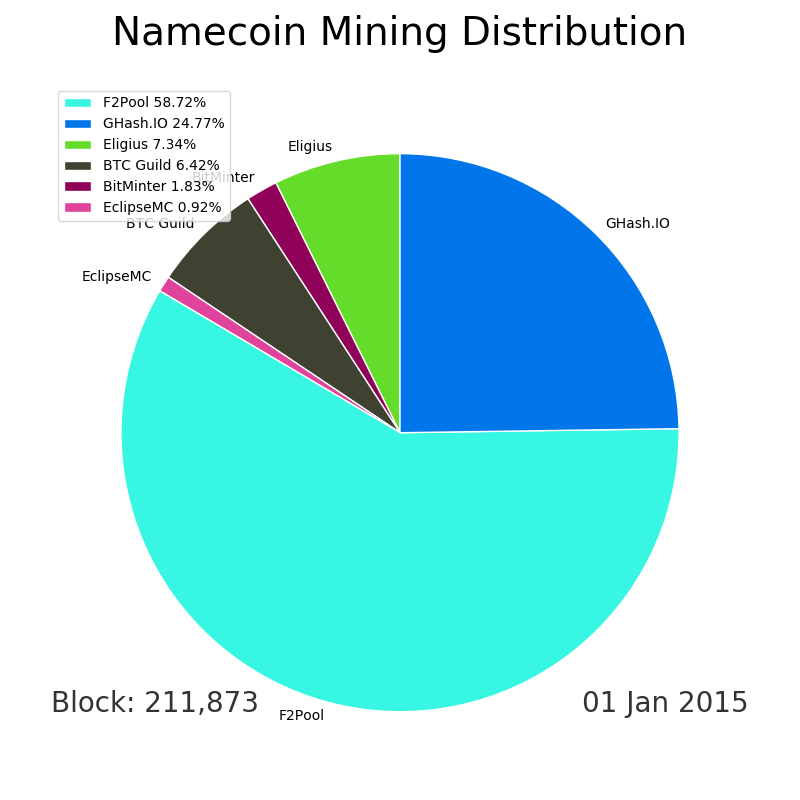 Namecoin Mining Distribution
F2Pool 58.72%
GHash.IO 24.77%
Eligius 7.34%
BTC Guild 6.42%
BitMinter 1.83%
EclipseMC 0.92%
Eligius
BitMinter
BTC Guild
GHash.IO
EclipseMC
Block: 211,873
F2Pool
01 Jan 2015